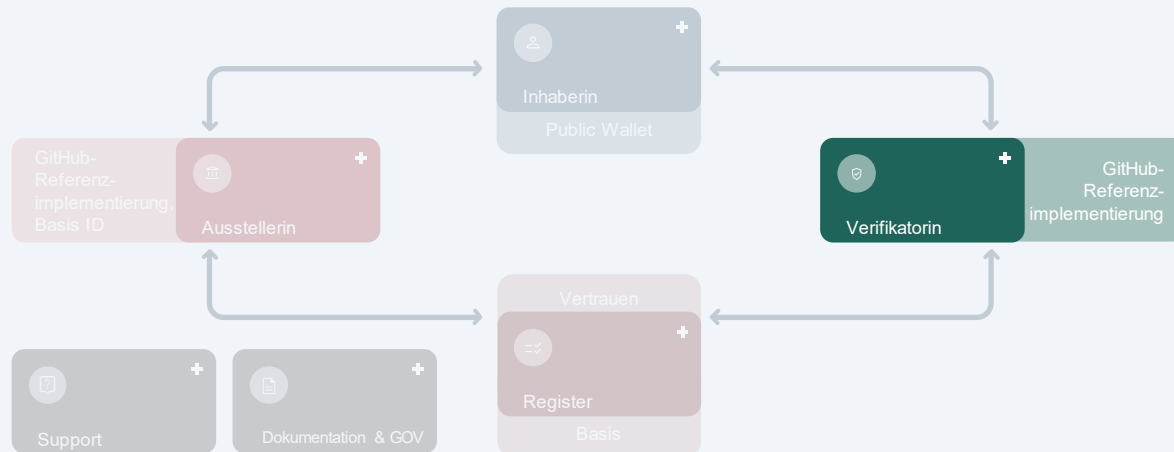 Inhaberin
Public Wallet
GitHub-
Referenz-
implementierung,
Basis ID
Ausstellerin
Verifikatorin
GitHub-
Referenz-
implementierung
Vertrauen
Register
Basis
Support
Dokumentation & GOV